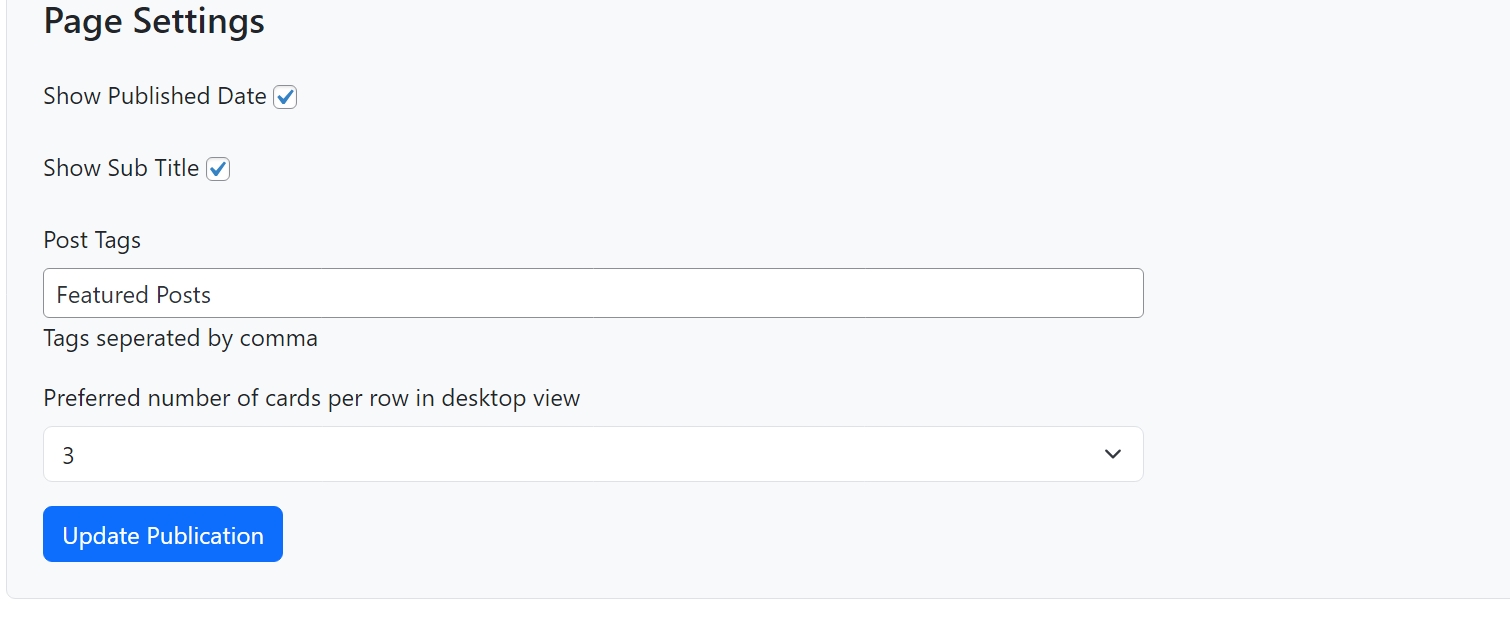 Page Settings
Show Published Date
Show Sub Title
Post Tags
Featured Posts
Tags seperated by comma
Preferred number of cards per row in desktop view
3
Update Publication